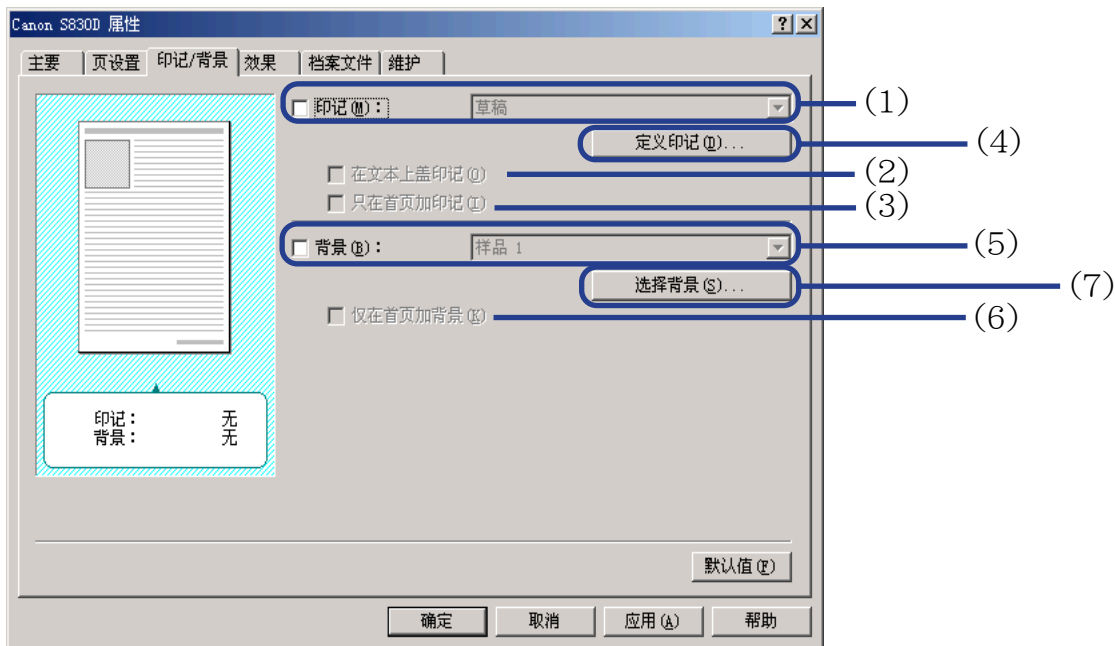 Canon S830D 属性
主要 页设置 印记/背景 效果 档案文件 维护
印记(M): 草稿 (1)
定义印记(D)... (4)
在文本上盖印记(O) (2)
只在首页加印记(I) (3)
背景(B): 样品 1 (5)
选择背景(S)... (7)
仅在首页加背景(K) (6)
印记: 无
背景: 无
默认值(F)
确定 取消 应用(A) 帮助